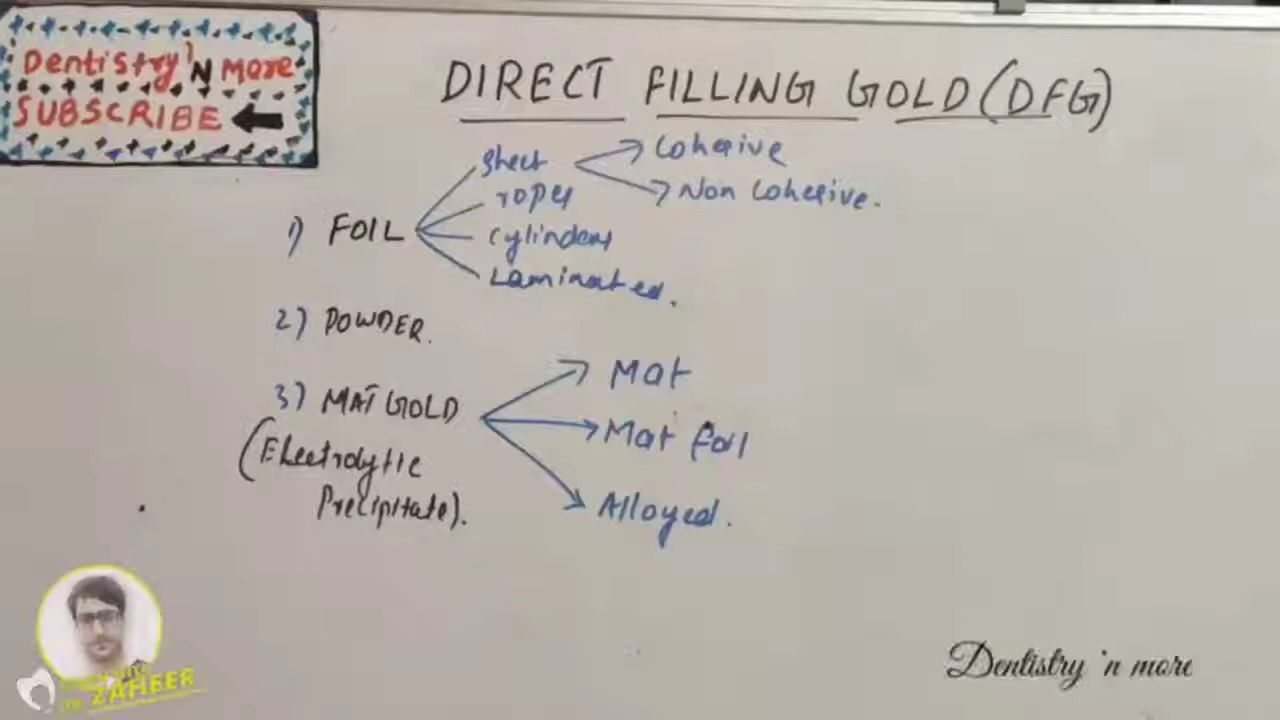 Dentistry 'N More
SUBSCRIBE
DIRECT FILLING GOLD (DFG)
1) FOIL
Sheet
Cohesive
Non Cohesive.
ropes
Cylinders
Laminated.
2) POWDER.
3) MAT GOLD
(Electrolytic
Precipitate).
Mat
Mat foil
Alloyed.
ZAHEER
Dentistry 'n more